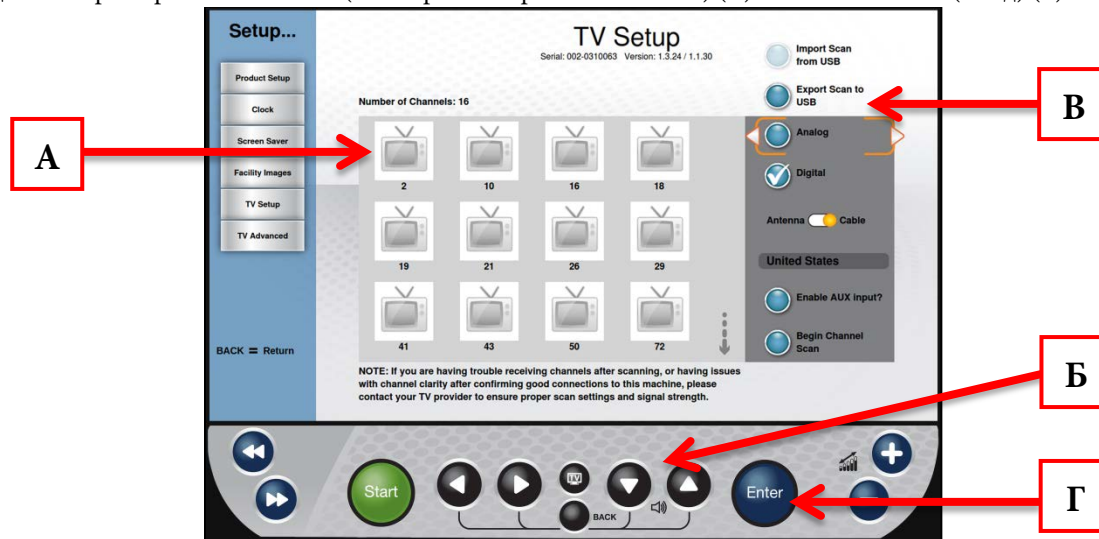 Setup...
TV Setup
Serial: 002-0310063 Version: 1.3.24 / 1.1.30
Import Scan
from USB
Product Setup
Export Scan to
USB
В
Clock
Number of Channels: 16
А
Screen Saver
Analog
Facility Images
Digital
2 10 16 18
TV Setup
Antenna Cable
TV Advanced
19 21 26 29
United States
Enable AUX input?
Begin Channel
Scan
41 43 50 72
BACK = Return
NOTE: If you are having trouble receiving channels after scanning, or having issues
with channel clarity after confirming good connections to this machine, please
contact your TV provider to ensure proper scan settings and signal strength.
Б
Start
TV
BACK
Enter
Г